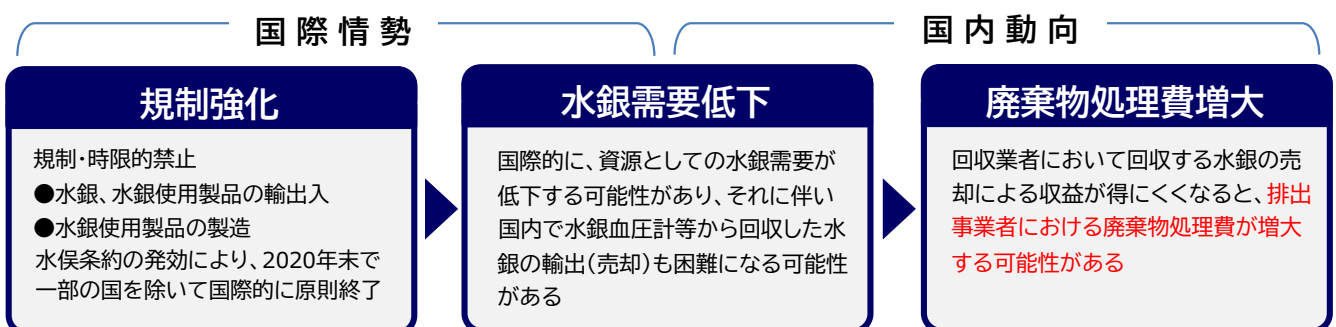 国際情勢
国内動向
規制強化
規制・時限的禁止
●水銀、水銀使用製品の輸出入
●水銀使用製品の製造
水俣条約の発効により、2020年末で
一部の国を除いて国際的に原則終了
水銀需要低下
国際的に、資源としての水銀需要が
低下する可能性があり、それに伴い
国内で水銀血圧計等から回収した水
銀の輸出(売却)も困難になる可能性
がある
廃棄物処理費増大
回収業者において回収する水銀の売
却による収益が得にくくなると、排出
事業者における廃棄物処理費が増大
する可能性がある